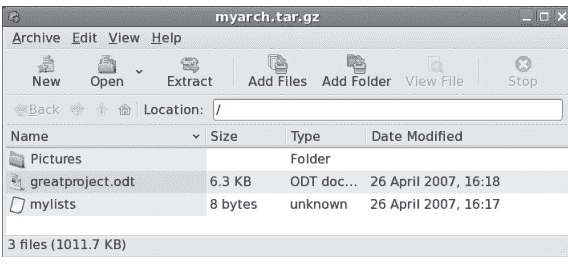 myarch.tar.gz
Archive Edit View Help
New Open Extract Add Files Add Folder View File Stop
Back Location: /
Name Size Type Date Modified
Pictures Folder
greatproject.odt 6.3 KB ODT doc... 26 April 2007, 16:18
mylists 8 bytes unknown 26 April 2007, 16:17
3 files (1011.7 KB)